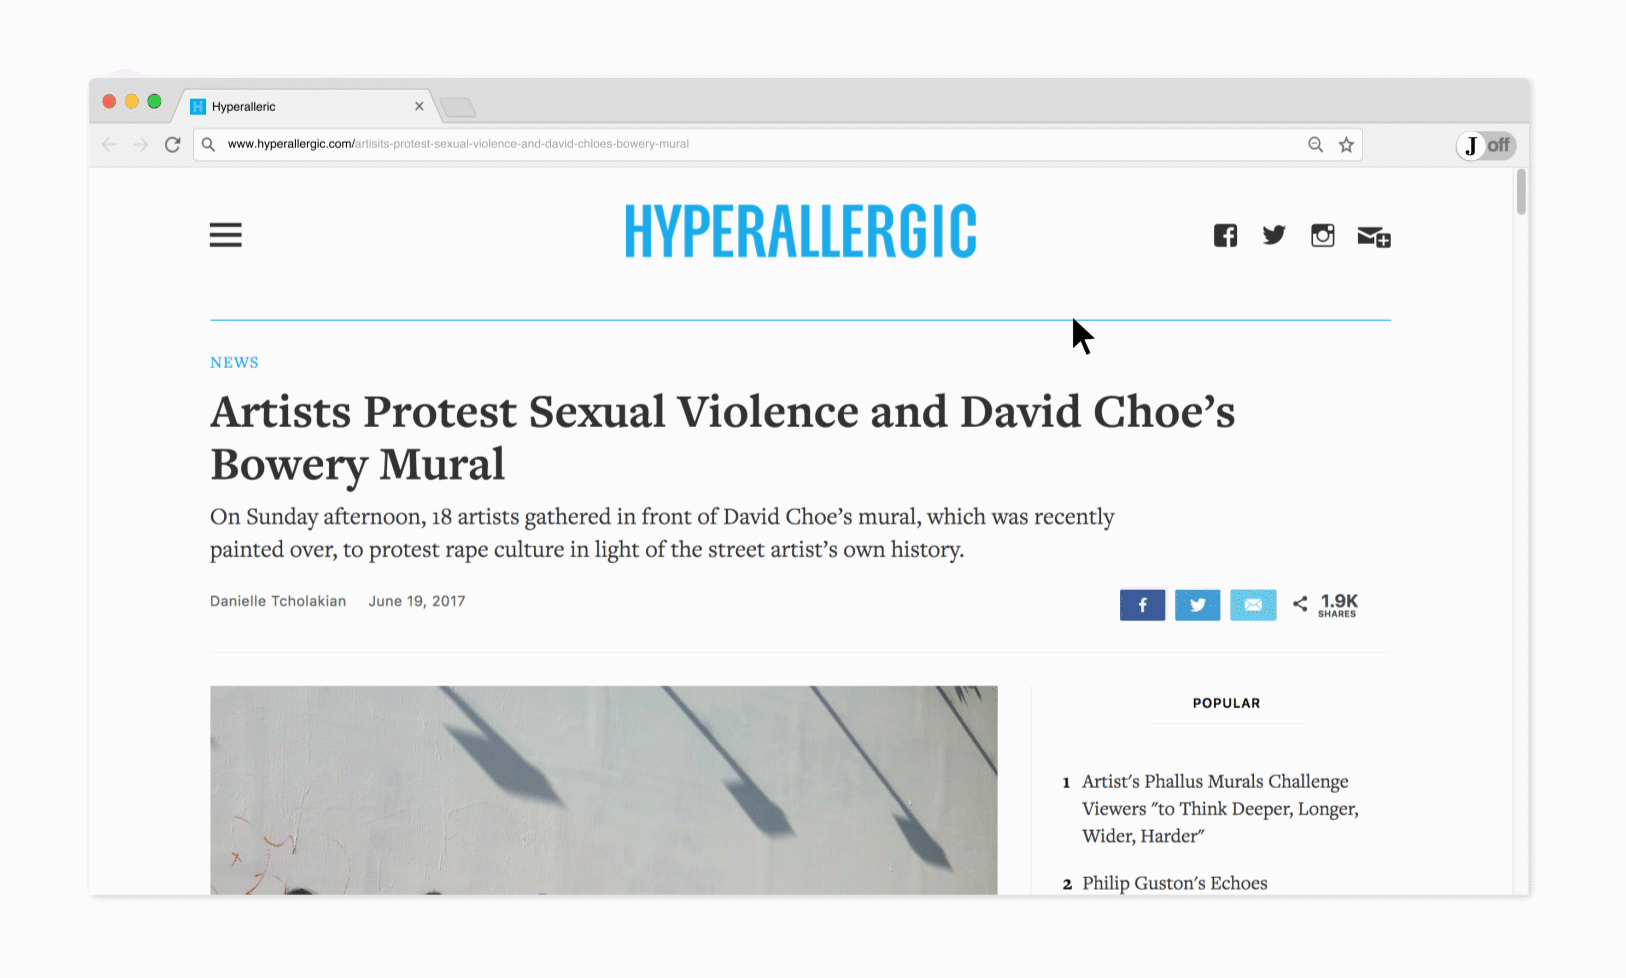 Hyperalleric
www.hyperallergic.com/artisits-protest-sexual-violence-and-david-chloes-bowery-mural
J off
HYPERALLERGIC
NEWS
Artists Protest Sexual Violence and David Choe’s
Bowery Mural
On Sunday afternoon, 18 artists gathered in front of David Choe’s mural, which was recently
painted over, to protest rape culture in light of the street artist’s own history.
Danielle Tcholakian June 19, 2017
1.9K
SHARES
POPULAR
1 Artist's Phallus Murals Challenge
Viewers "to Think Deeper, Longer,
Wider, Harder"
2 Philip Guston's Echoes